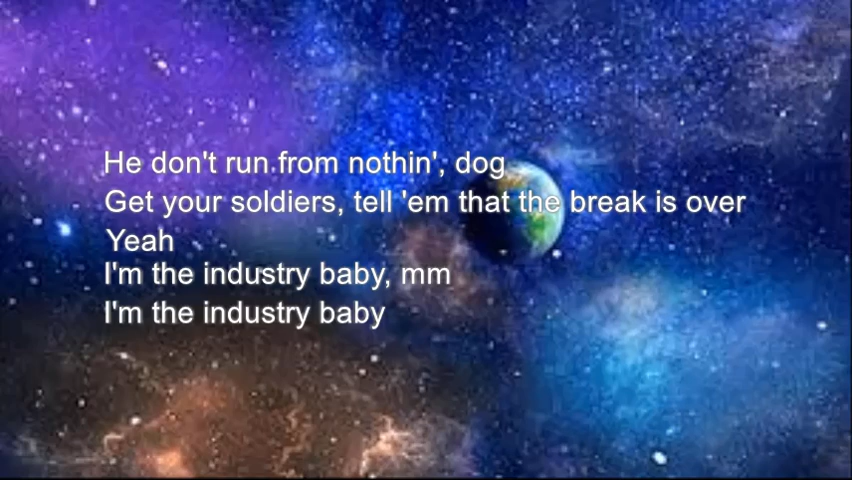 He don't run from nothin', dog
Get your soldiers, tell 'em that the break is over
Yeah
I'm the industry baby, mm
I'm the industry baby